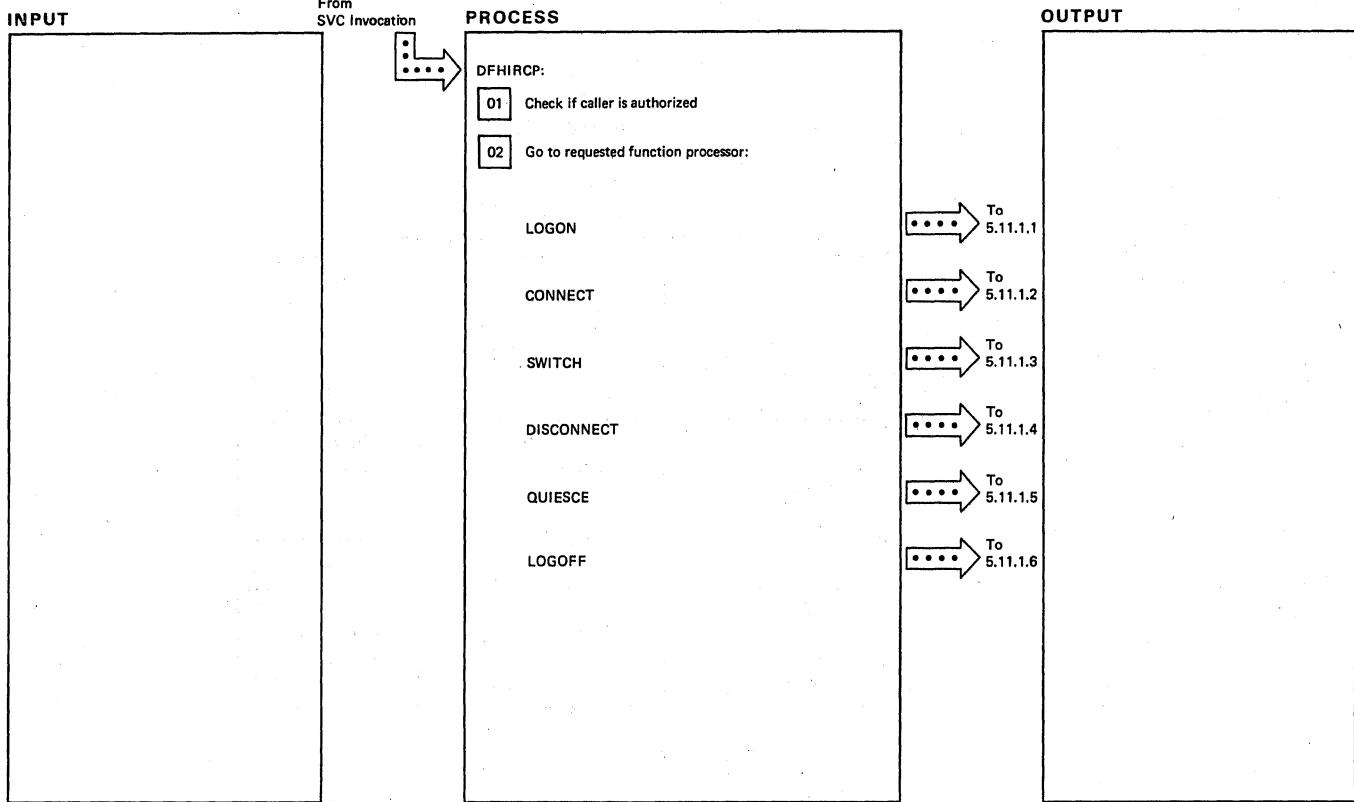 INPUT
From
SVC Invocation
PROCESS
OUTPUT
DFHIRCP:
01 Check if caller is authorized
02 Go to requested function processor:
LOGON
To
5.11.1.1
CONNECT
To
5.11.1.2
SWITCH
To
5.11.1.3
DISCONNECT
To
5.11.1.4
QUIESCE
To
5.11.1.5
LOGOFF
To
5.11.1.6